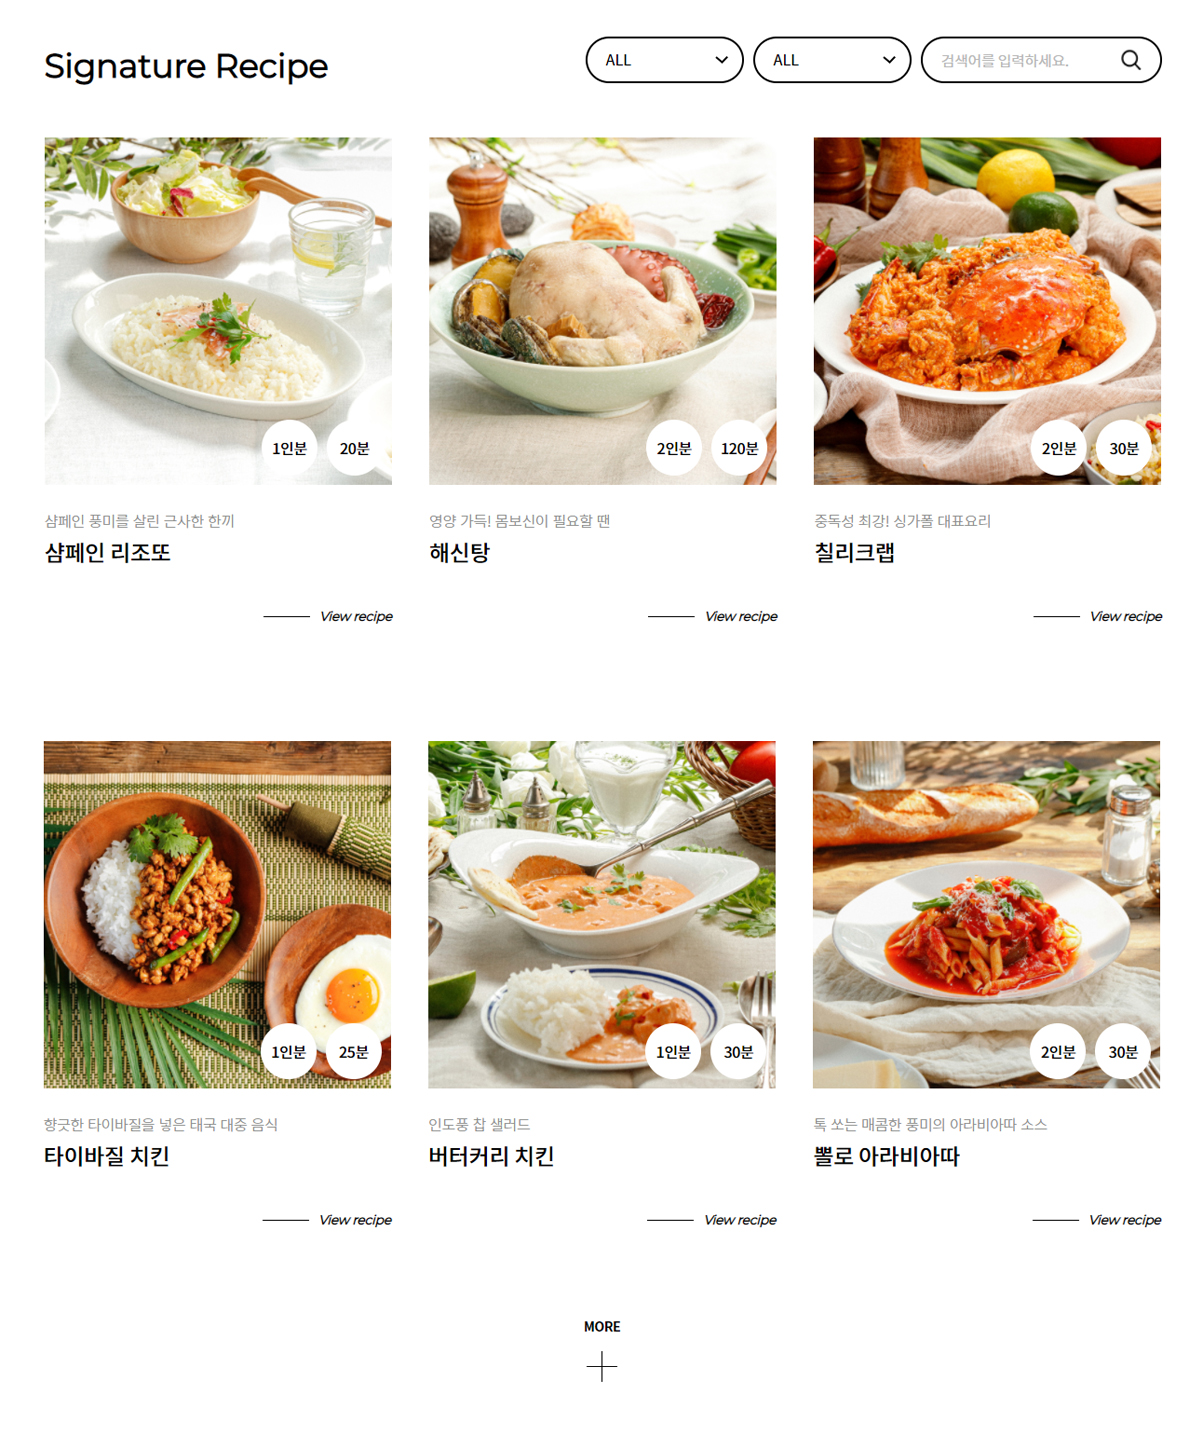 Signature Recipe
ALL
ALL
검색어를 입력하세요.
1인분
20분
2인분
120분
2인분
30분
샴페인 풍미를 살린 근사한 한끼
영양 가득! 몸보신이 필요할 땐
중독성 최강! 싱가폴 대표요리
샴페인 리조또
해신탕
칠리크랩
View recipe
View recipe
View recipe
1인분
25분
1인분
30분
2인분
30분
향긋한 타이바질을 넣은 태국 대중 음식
인도풍 찹 샐러드
톡 쏘는 매콤한 풍미의 아라비아따 소스
타이바질 치킨
버터커리 치킨
뽈로 아라비아따
View recipe
View recipe
View recipe
MORE